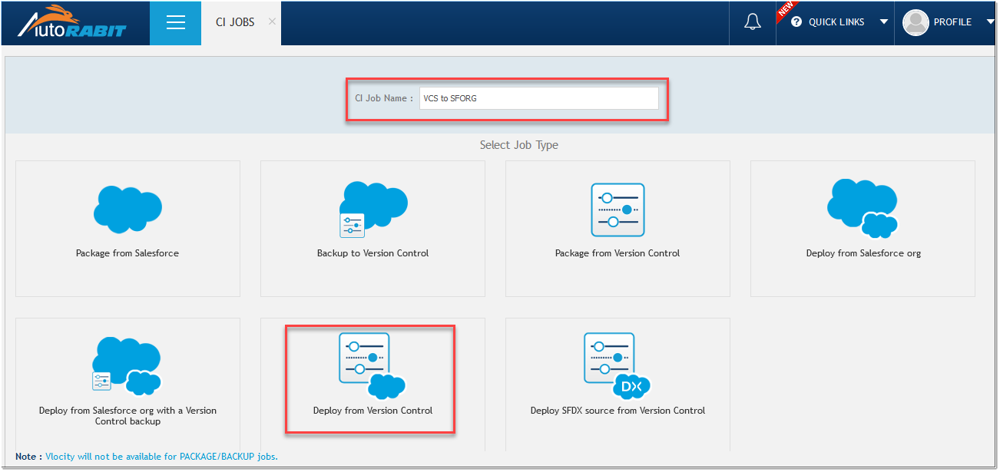 AutoRABIT
CI JOBS
NEW
QUICK LINKS
PROFILE
CI Job Name :
VCS to SFORG
Select Job Type
Package from Salesforce
Backup to Version Control
Package from Version Control
Deploy from Salesforce org
Deploy from Salesforce org with a Version
Control backup
Deploy from Version Control
DX
Deploy SFDX source from Version Control
Note : Vlocity will not be available for PACKAGE/BACKUP jobs.